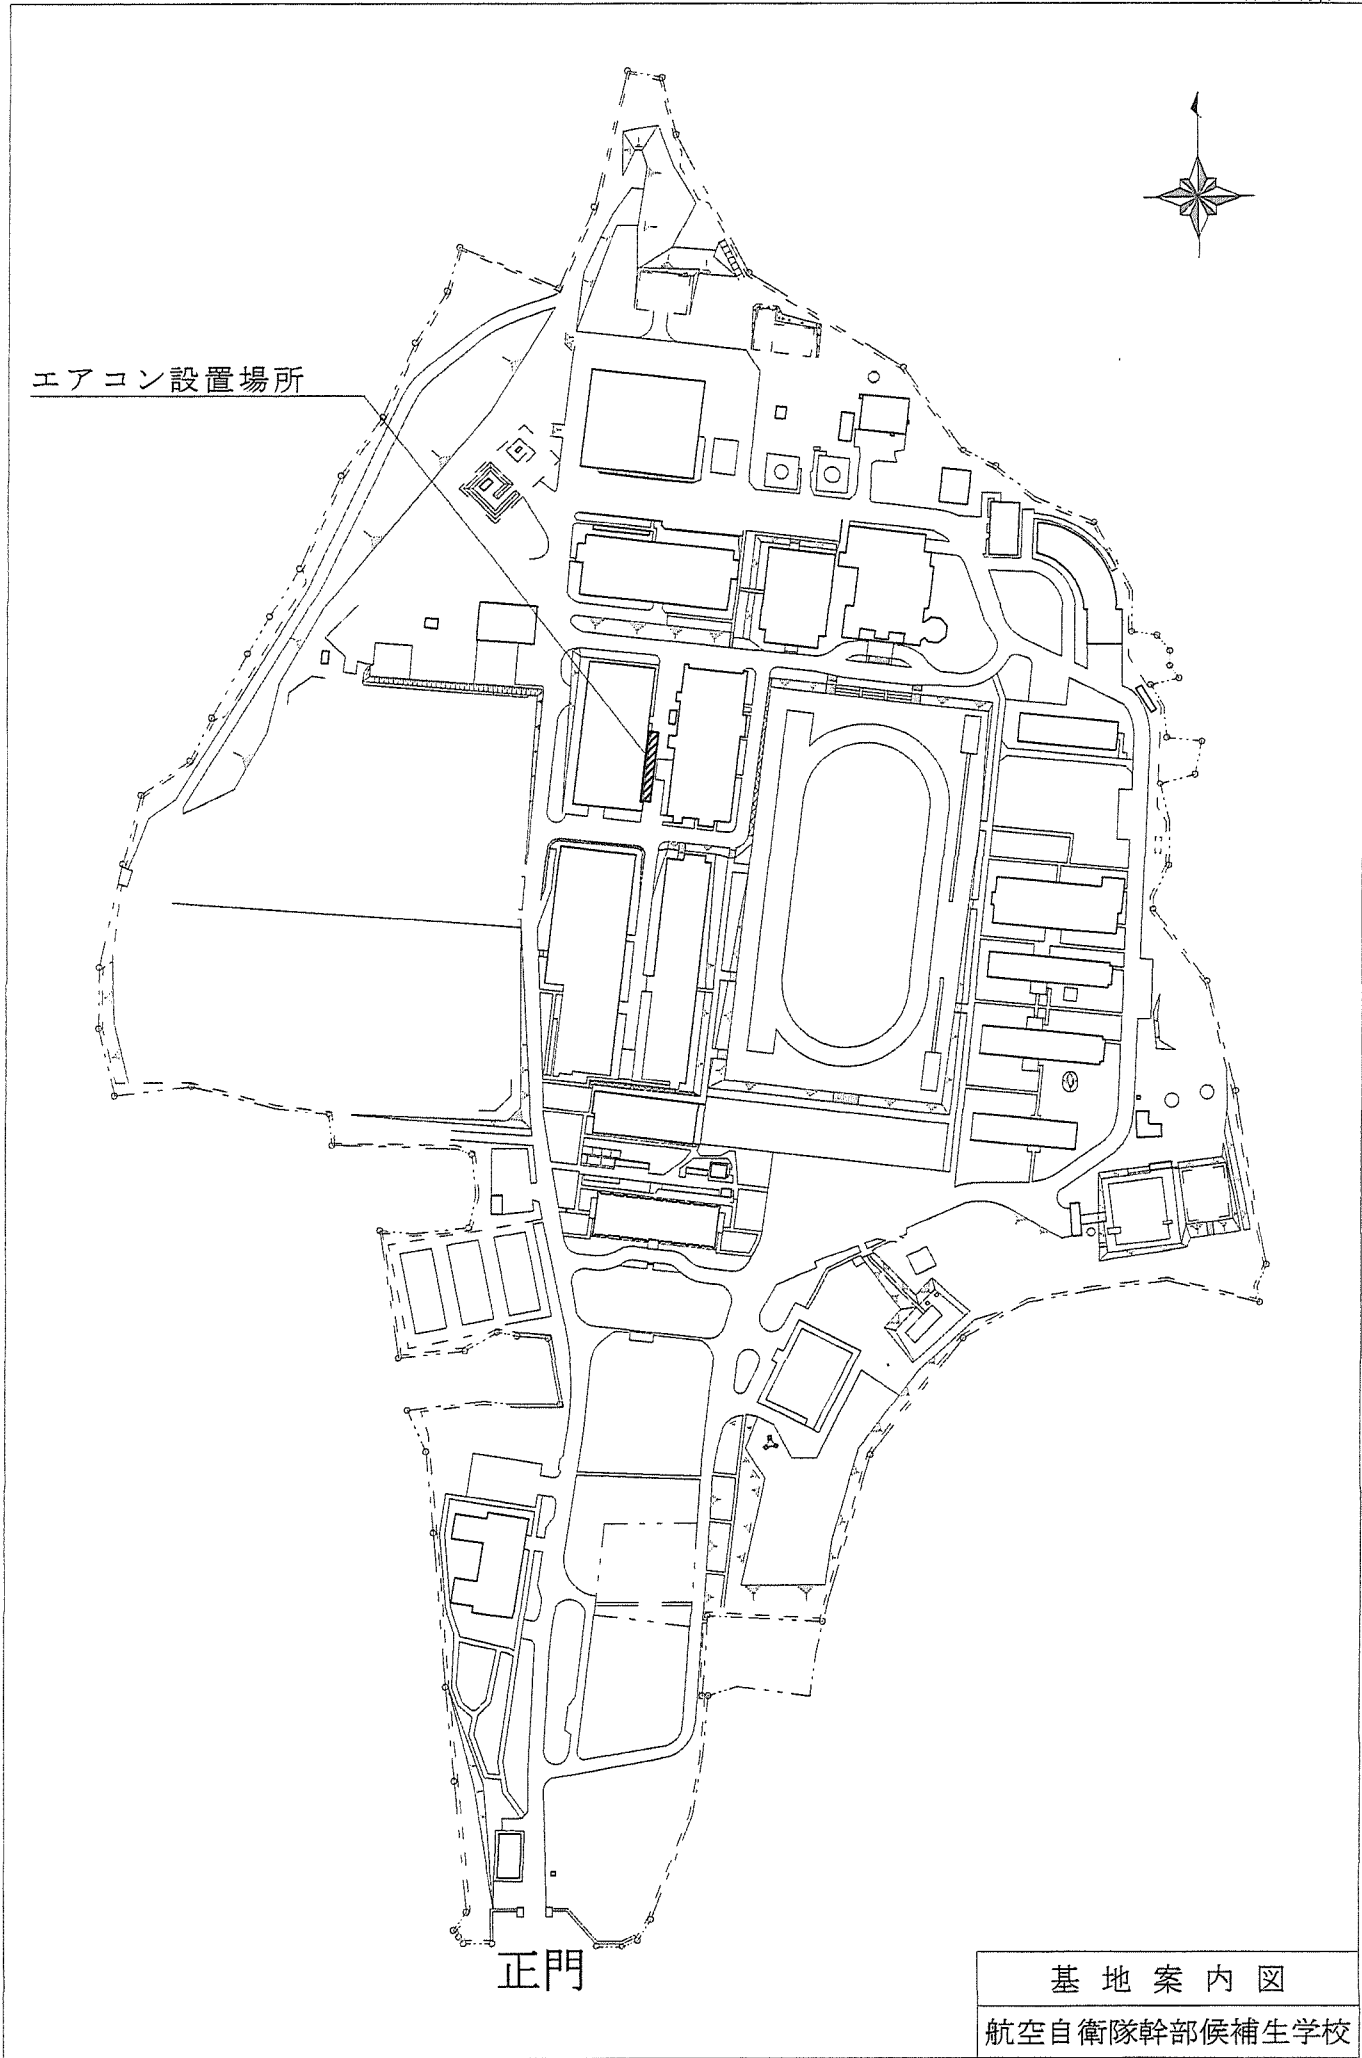 エアコン設置場所
正門
基地案内図
航空自衛隊幹部候補生学校